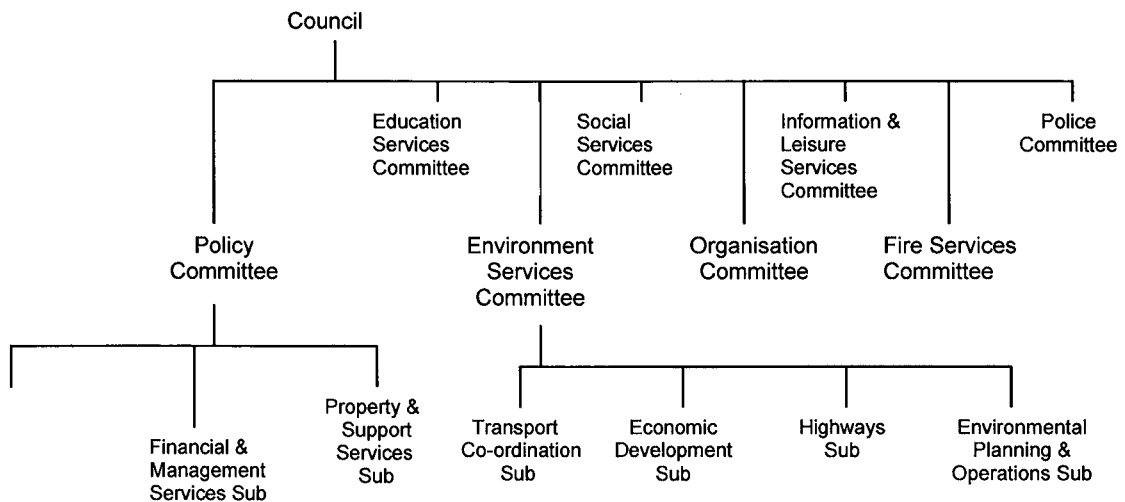 Council
Education
Services
Committee
Social
Services
Committee
Information &
Leisure
Services
Committee
Police
Committee
Policy
Committee
Environment
Services
Committee
Organisation
Committee
Fire Services
Committee
Financial &
Management
Services Sub
Property &
Support
Services
Sub
Transport
Co-ordination
Sub
Economic
Development
Sub
Highways
Sub
Environmental
Planning &
Operations Sub